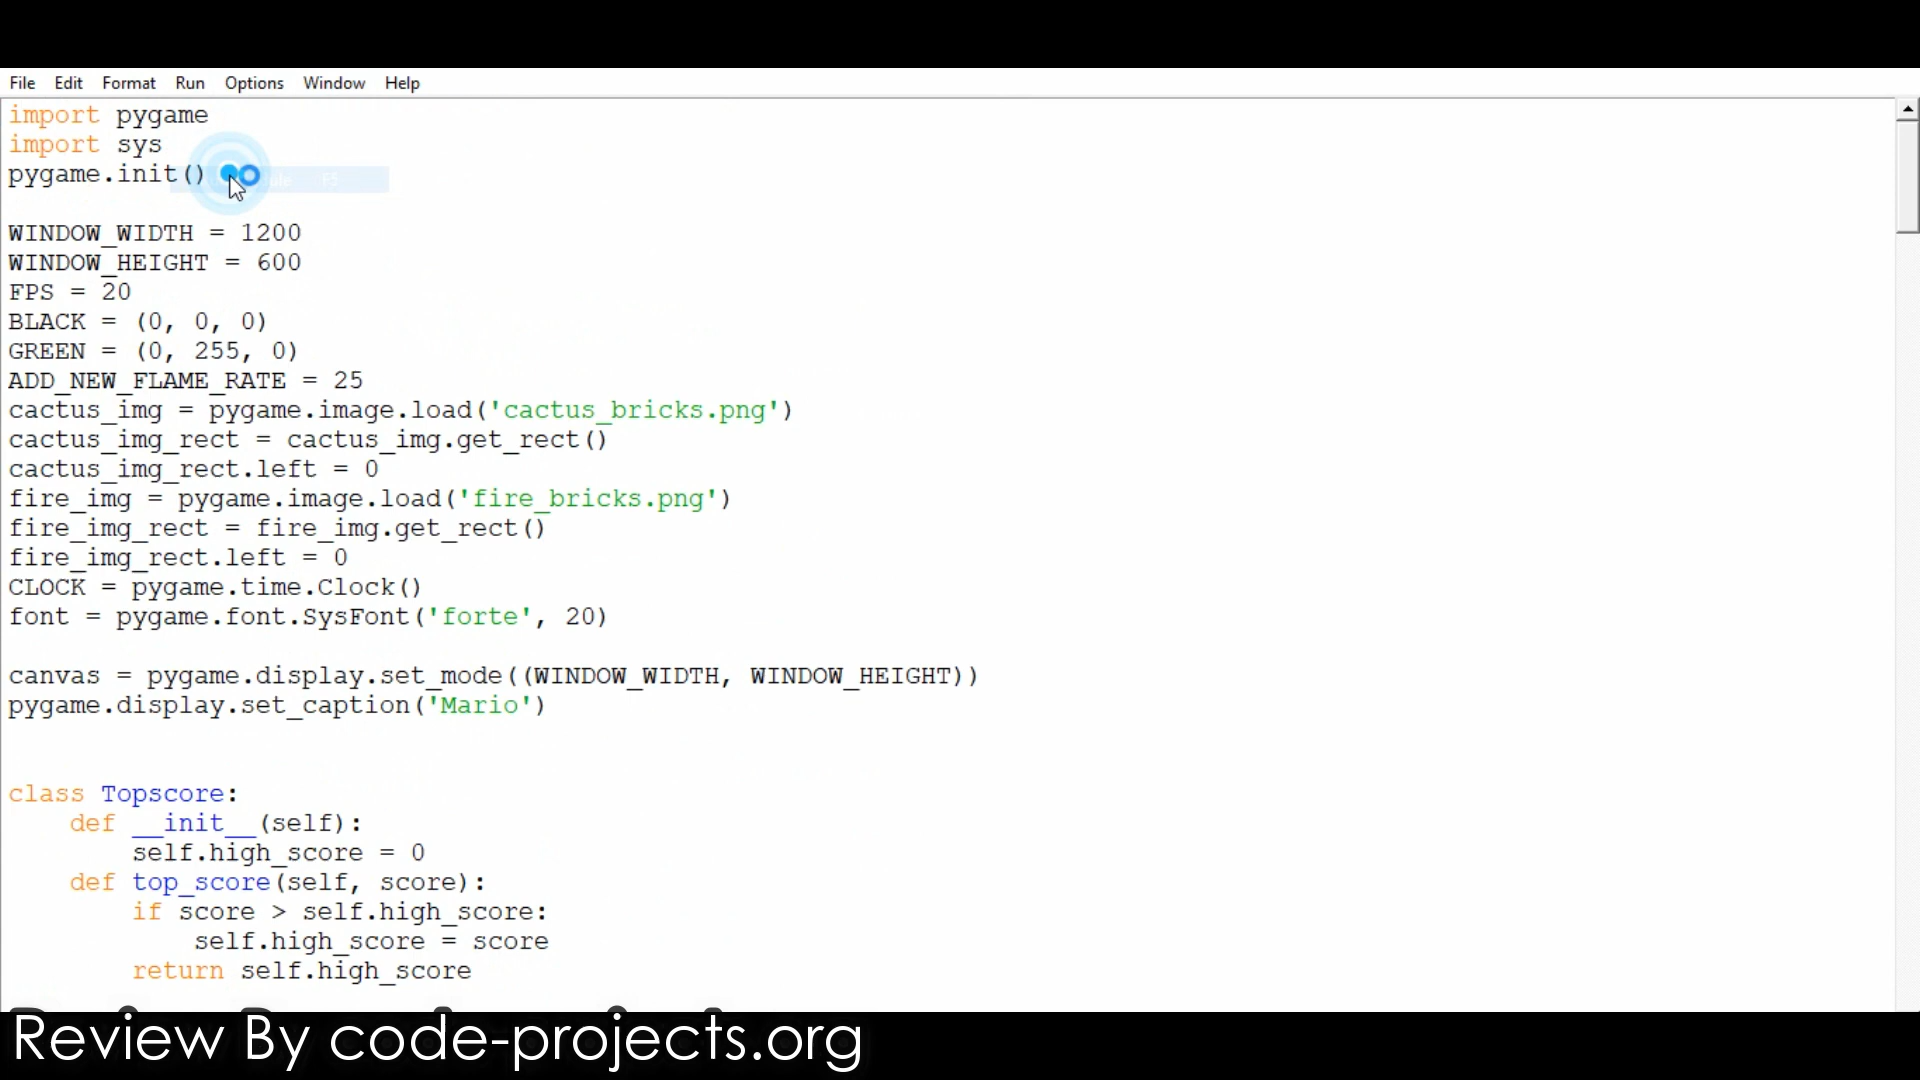 File Edit Format Run Options Window Help
import pygame
import sys
pygame.init()
F5
WINDOW_WIDTH = 1200
WINDOW_HEIGHT = 600
FPS = 20
BLACK = (0, 0, 0)
GREEN = (0, 255, 0)
ADD_NEW_FLAME_RATE = 25
cactus_img = pygame.image.load('cactus_bricks.png')
cactus_img_rect = cactus_img.get_rect()
cactus_img_rect.left = 0
fire_img = pygame.image.load('fire_bricks.png')
fire_img_rect = fire_img.get_rect()
fire_img_rect.left = 0
CLOCK = pygame.time.Clock()
font = pygame.font.SysFont('forte', 20)
canvas = pygame.display.set_mode((WINDOW_WIDTH, WINDOW_HEIGHT))
pygame.display.set_caption('Mario')
class Topscore:
    def __init__(self):
        self.high_score = 0
    def top_score(self, score):
        if score > self.high_score:
            self.high_score = score
        return self.high_score
Review By code-projects.org